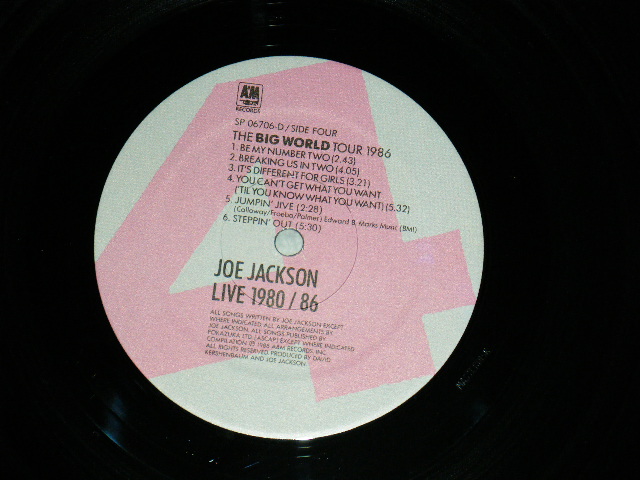 A&M
RECORDS
SP 06706-D/SIDE FOUR
THE BIG WORLD TOUR 1986
1. BE MY NUMBER TWO (2.43)
2. BREAKING US IN TWO (4.05)
3. IT'S DIFFERENT FOR GIRLS (3.21)
4. YOU CAN'T GET WHAT YOU WANT
('TIL YOU KNOW WHAT YOU WANT) (5.32)
5. JUMPIN' JIVE (2:28)
(Calloway/Froeba/Palmer) Edward B. Marks Music (BMI)
6. STEPPIN' OUT (5:30)
JOE JACKSON
LIVE 1980/86
ALL SONGS WRITTEN BY JOE JACKSON EXCEPT
WHERE INDICATED. ALL ARRANGEMENTS BY
JOE JACKSON. ALL SONGS PUBLISHED BY
POKAZUKA LTD. (ASCAP) EXCEPT WHERE INDICATED.
COMPILATION © 1988 A&M RECORDS, INC.
ALL RIGHTS RESERVED. PRODUCED BY DAVID
KERSHENBAUM AND JOE JACKSON